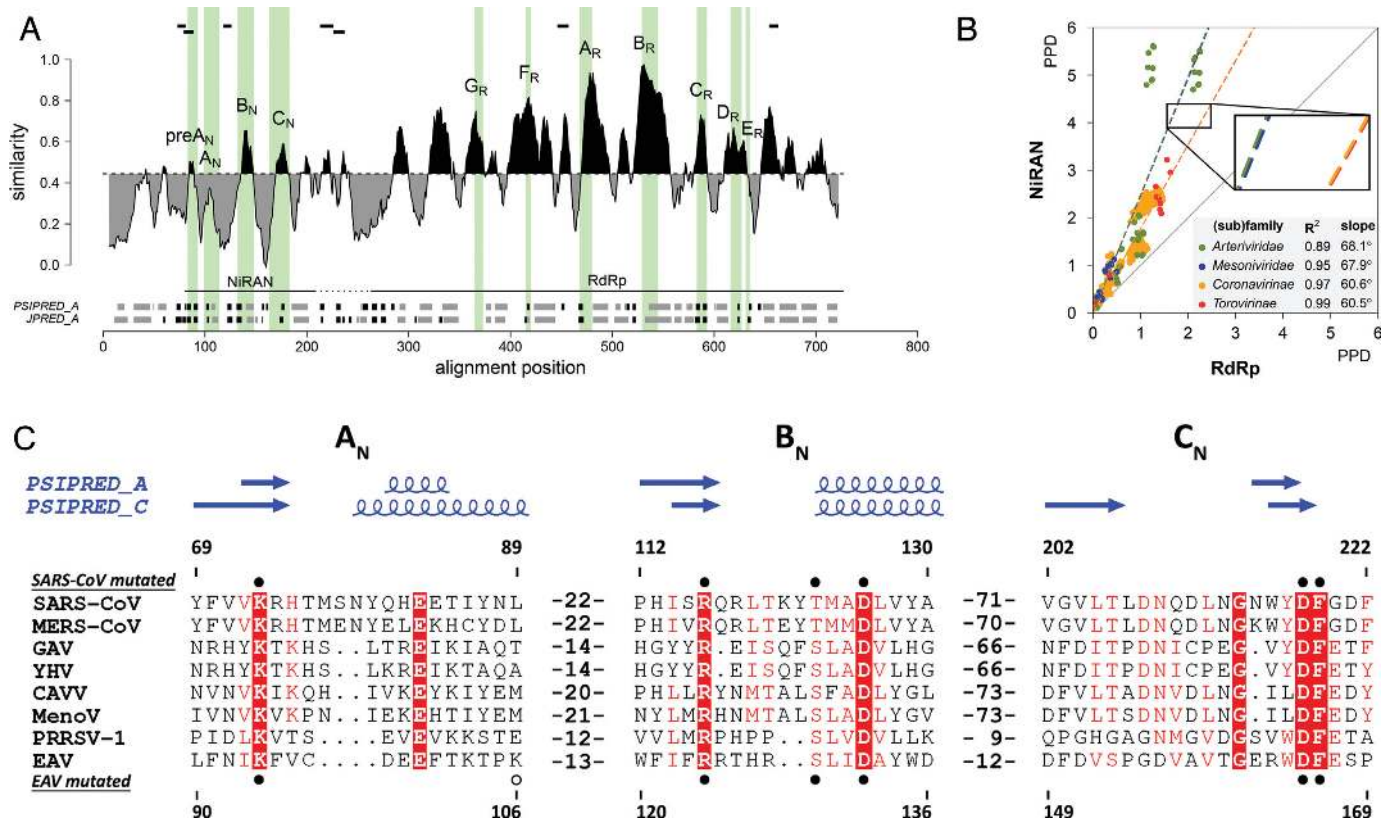 A
preA_N
A_N
B_N
C_N
G_R
F_R
A_R
B_R
C_R
D_R
E_R
similarity
1.0
0.8
0.6
0.4
0.2
0.0
NiRAN
RdRp
PSIPRED_A
JPRED_A
0 100 200 300 400 500 600 700 800
alignment position
B
PPD
NiRAN
6
5
4
3
2
1
0
(sub)family R² slope
Arteriviridae 0.89 68.1°
Mesoniviridae 0.95 67.9°
Coronavirinae 0.97 60.6°
Torovirinae 0.99 60.5°
0 1 2 3 4 5 6
RdRp
PPD
C
A_N B_N C_N
PSIPRED_A
PSIPRED_C
69 89 112 130 202 222
SARS-CoV mutated
SARS-CoV YFVVKRHTMSNYQHEETIYNL -22- PHISRQRLTKYTMADLVYA -71- VGVLTLDNQDLNGNWYDFGDF
MERS-CoV YFVVKRHTMENYELEKHCYDL -22- PHIVRQRLTEYTMMDLVYA -70- VGVLTLDNQDLNGKWYDFGDF
GAV NRHYKTKHS..LTREIKIATQ -14- HGYYR.EISQFSLADVLHG -66- NFDITPDNICPEG.VYDFETF
YHV NRHYKTKHS..LKREIKTAQA -14- HGYYR.EISQFSLADVLHG -66- NFDITPDNICPEG.VYDFETY
CAVV NVNVKIKQH..IVKEYKIYEM -20- PHLLRYNMTALSFADLYGL -73- DFVLTADNVDLNG.ILDFEDY
MenoV IVNVKVKPN..IEKEHTIYEM -21- NYLMRHNMTALSLADLYGV -73- DFVLTSDNVDLNG.ILDFEDY
PRRSV-1 PIDLKVTS....EVEVKKSTE -12- VVLMRPHPP..SLVDVLLK - 9- QPGHGAGNMGVDGSVWDFETA
EAV LFNIKFVC....DEEFTKTPK -13- WFIFRRTHR..SLIDAYWD -12- DFDVSPGDVAVTGERWDFESP
EAV mutated
90 106 120 136 149 169